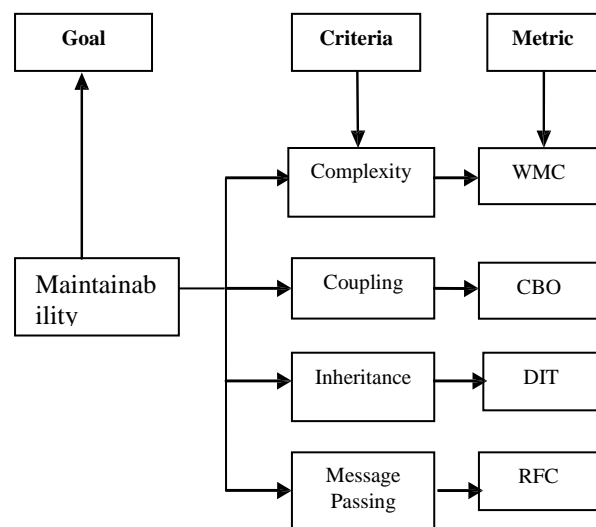 Goal
Criteria
Metric
Complexity
WMC
Maintainab
ility
Coupling
CBO
Inheritance
DIT
Message
Passing
RFC